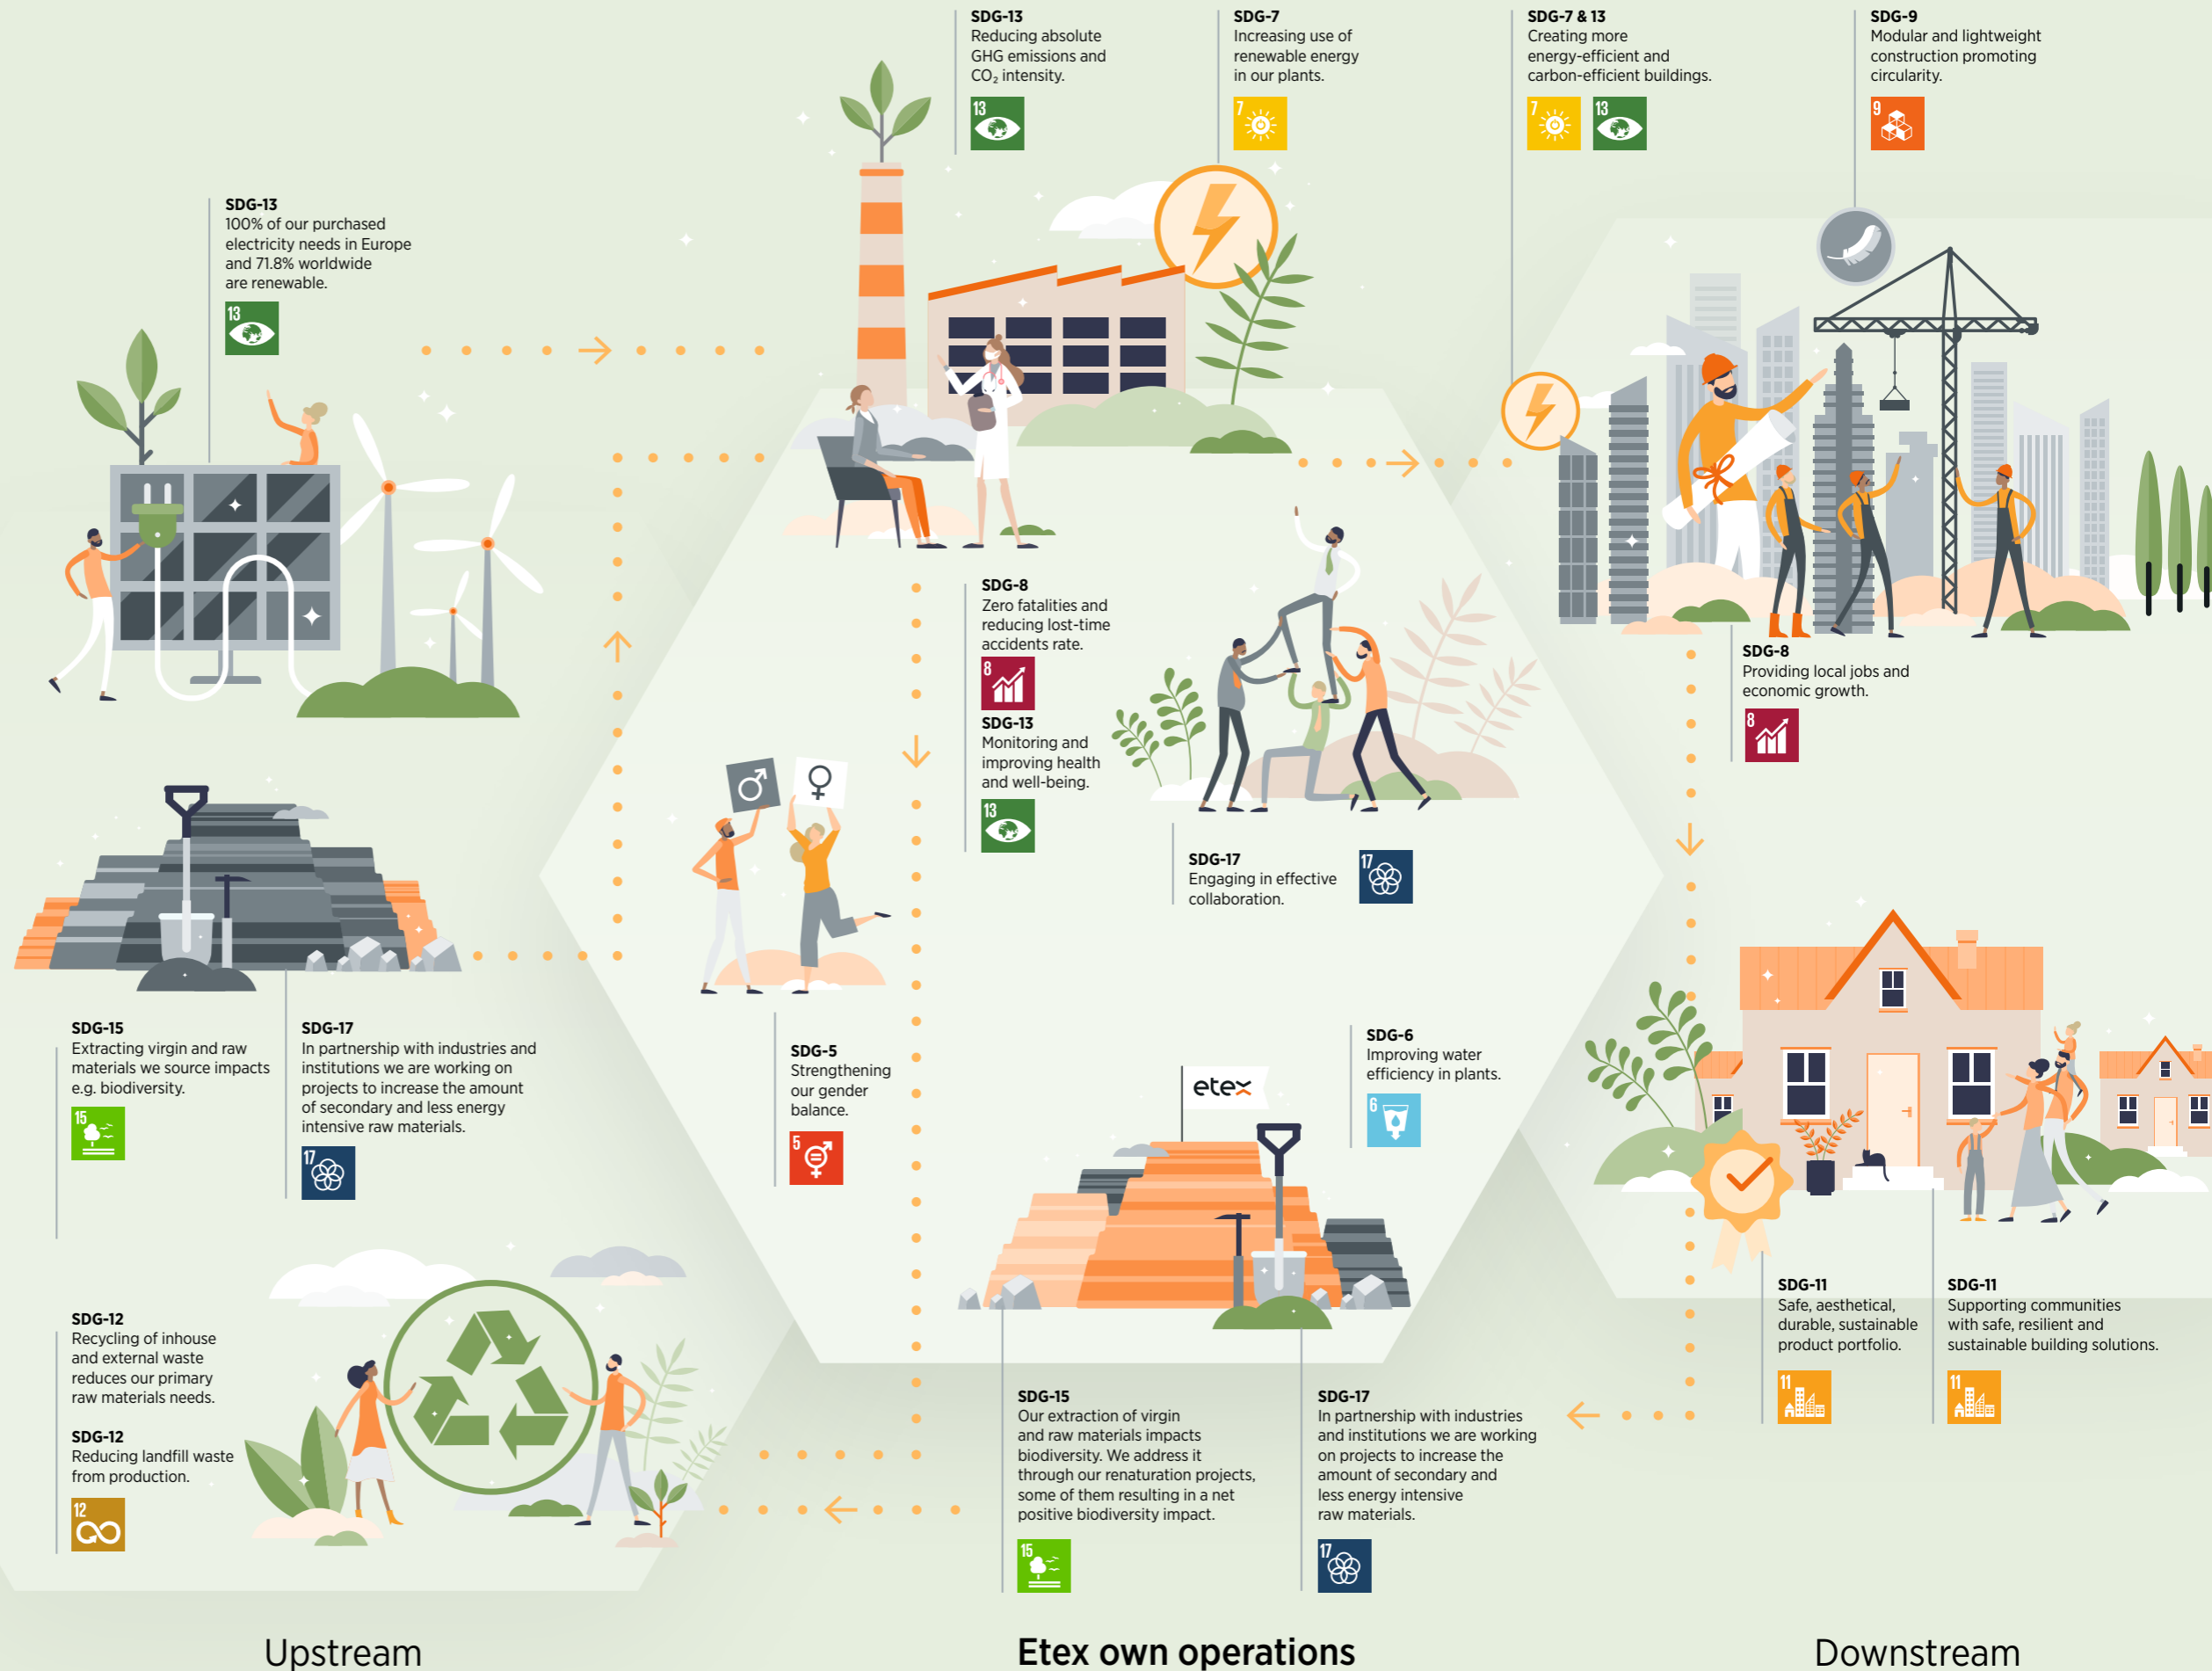 SDG-13
Reducing absolute
GHG emissions and
CO₂ intensity.
13
SDG-7
Increasing use of
renewable energy
in our plants.
7
SDG-7 & 13
Creating more
energy-efficient and
carbon-efficient buildings.
7
13
SDG-9
Modular and lightweight
construction promoting
circularity.
9
SDG-13
100% of our purchased
electricity needs in Europe
and 71.8% worldwide
are renewable.
13
SDG-8
Zero fatalities and
reducing lost-time
accidents rate.
8
SDG-13
Monitoring and
improving health
and well-being.
13
SDG-17
Engaging in effective
collaboration.
17
SDG-8
Providing local jobs and
economic growth.
8
SDG-15
Extracting virgin and raw
materials we source impacts
e.g. biodiversity.
15
SDG-17
In partnership with industries and
institutions we are working on
projects to increase the amount
of secondary and less energy
intensive raw materials.
17
SDG-5
Strengthening
our gender
balance.
5
etex
SDG-6
Improving water
efficiency in plants.
6
SDG-11
Safe, aesthetical,
durable, sustainable
product portfolio.
11
SDG-11
Supporting communities
with safe, resilient and
sustainable building solutions.
11
SDG-12
Recycling of inhouse
and external waste
reduces our primary
raw materials needs.
SDG-12
Reducing landfill waste
from production.
12
SDG-15
Our extraction of virgin
and raw materials impacts
biodiversity. We address it
through our renaturation projects,
some of them resulting in a net
positive biodiversity impact.
15
SDG-17
In partnership with industries
and institutions we are working
on projects to increase the
amount of secondary and
less energy intensive
raw materials.
17
Upstream
Etex own operations
Downstream